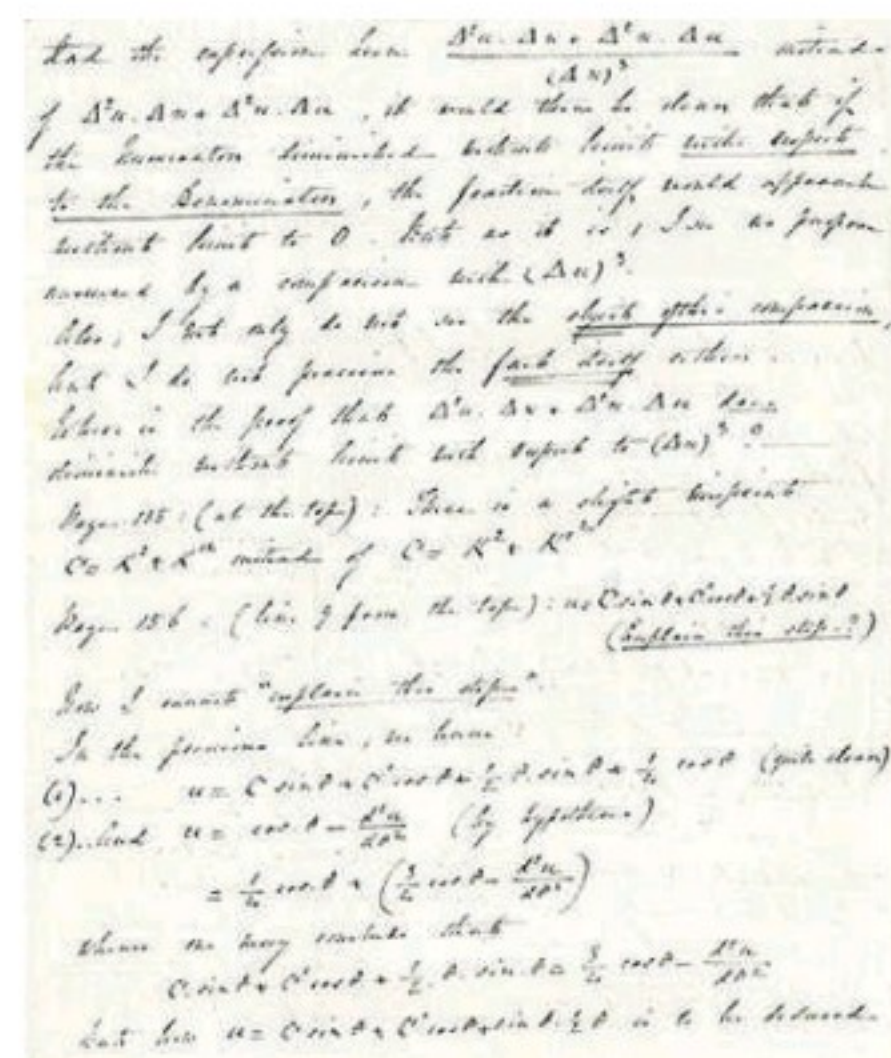 Had the expression been Δ²u. Δx + Δ²x. Δu / (Δx)³ instead
of Δ²u. Δx + Δ²x. Δu, it would then be clear that if
the Numerator diminished without limit with respect
to the Denominator, the fraction itself would approach
without limit to 0. But as it is, I see no purpose
answered by a comparison with (Δx)³.
Also, I not only do not see the object of this comparison,
but I do not perceive the fact itself either.
Where is the proof that Δ²u. Δx + Δ²x. Δu does
diminish without limit with respect to (Δx)³?
Page : (at the top): There is a slight misprint
C = K² + K instead of C = K² + K
Page 156 - (line 9 from the top): u = C sin θ + C' cos θ + ½ θ. sin θ
(Explain this step?)
Now I cannot "explain this step".
In the previous line, we have:
(1)... u = C sin θ + C' cos θ + ½ θ. sin θ + ¼ cos θ (quite clear)
(2)...And u = cos. θ - d²u/dθ² (by hypothesis)
= ¼ cos. θ + (¾ cos θ - d²u/dθ²)
Whence one may conclude that
C. sin θ + C' cos θ + ½ θ. sin. θ = ¾ cos θ - d²u/dθ²
But how u = C sin θ + C' cos θ + sin θ. ½ θ is to be deduced